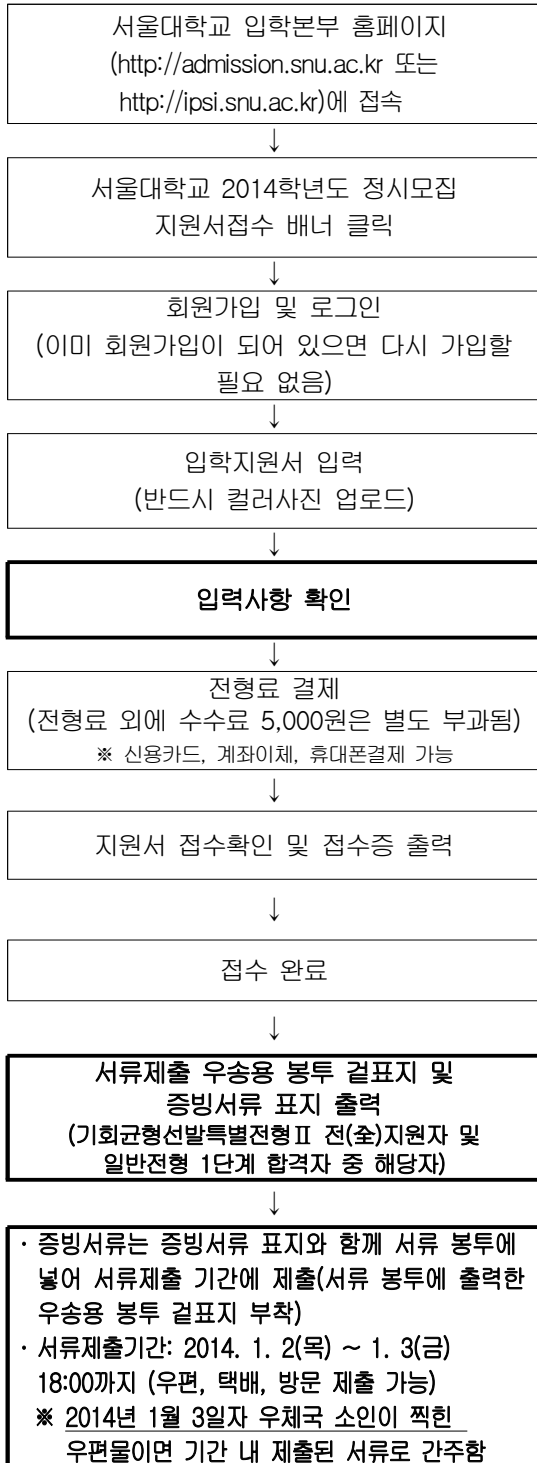 서울대학교 입학본부 홈페이지
(http://admission.snu.ac.kr 또는
http://ipsi.snu.ac.kr)에 접속
↓
서울대학교 2014학년도 정시모집
지원서접수 배너 클릭
↓
회원가입 및 로그인
(이미 회원가입이 되어 있으면 다시 가입할
필요 없음)
↓
입학지원서 입력
(반드시 컬러사진 업로드)
↓
입력사항 확인
↓
전형료 결제
(전형료 외에 수수료 5,000원은 별도 부과됨)
※ 신용카드, 계좌이체, 휴대폰결제 가능
↓
지원서 접수확인 및 접수증 출력
↓
접수 완료
↓
서류제출 우송용 봉투 겉표지 및
증빙서류 표지 출력
(기회균형선발특별전형Ⅱ 전(全)지원자 및
일반전형 1단계 합격자 중 해당자)
↓
· 증빙서류는 증빙서류 표지와 함께 서류 봉투에
넣어 서류제출 기간에 제출(서류 봉투에 출력한
우송용 봉투 겉표지 부착)
· 서류제출기간: 2014. 1. 2(목) ~ 1. 3(금)
18:00까지 (우편, 택배, 방문 제출 가능)
※ 2014년 1월 3일자 우체국 소인이 찍힌
우편물이면 기간 내 제출된 서류로 간주함